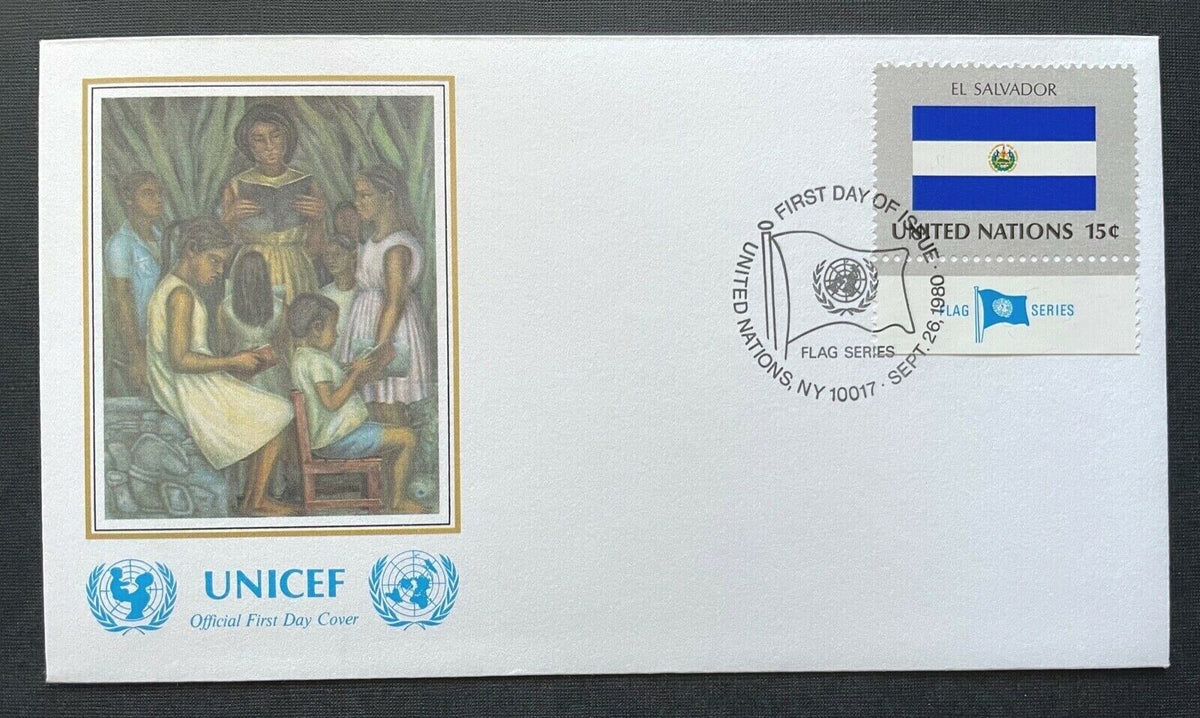 EL SALVADOR
UNITED NATIONS 15¢
FLAG SERIES
FIRST DAY OF ISSUE · SEPT. 26, 1980 ·
UNITED NATIONS, NY 10017
FLAG SERIES
UNICEF
Official First Day Cover